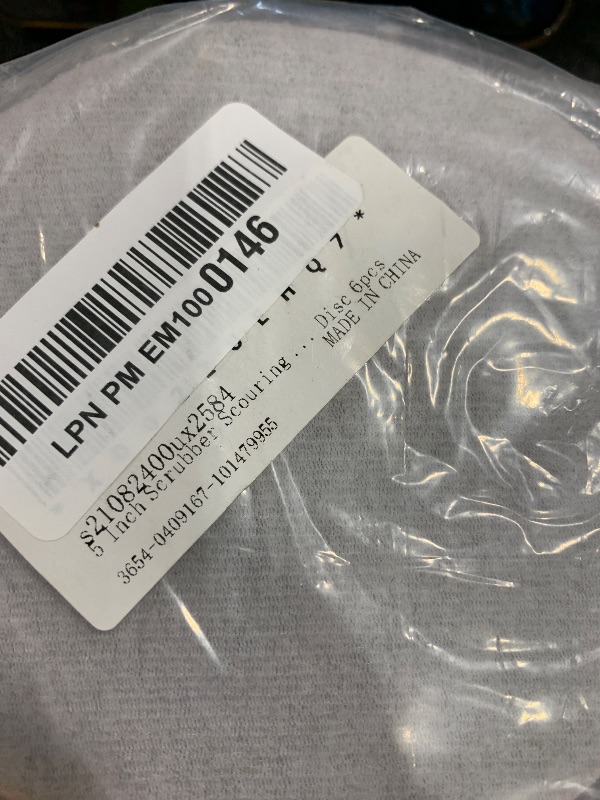 LPN PM EM1000146
H Q 7 *
s21082400ux2584
5 Inch Scrubber Scouring... Disc 6pcs
MADE IN CHINA
3654-0409167-101479955